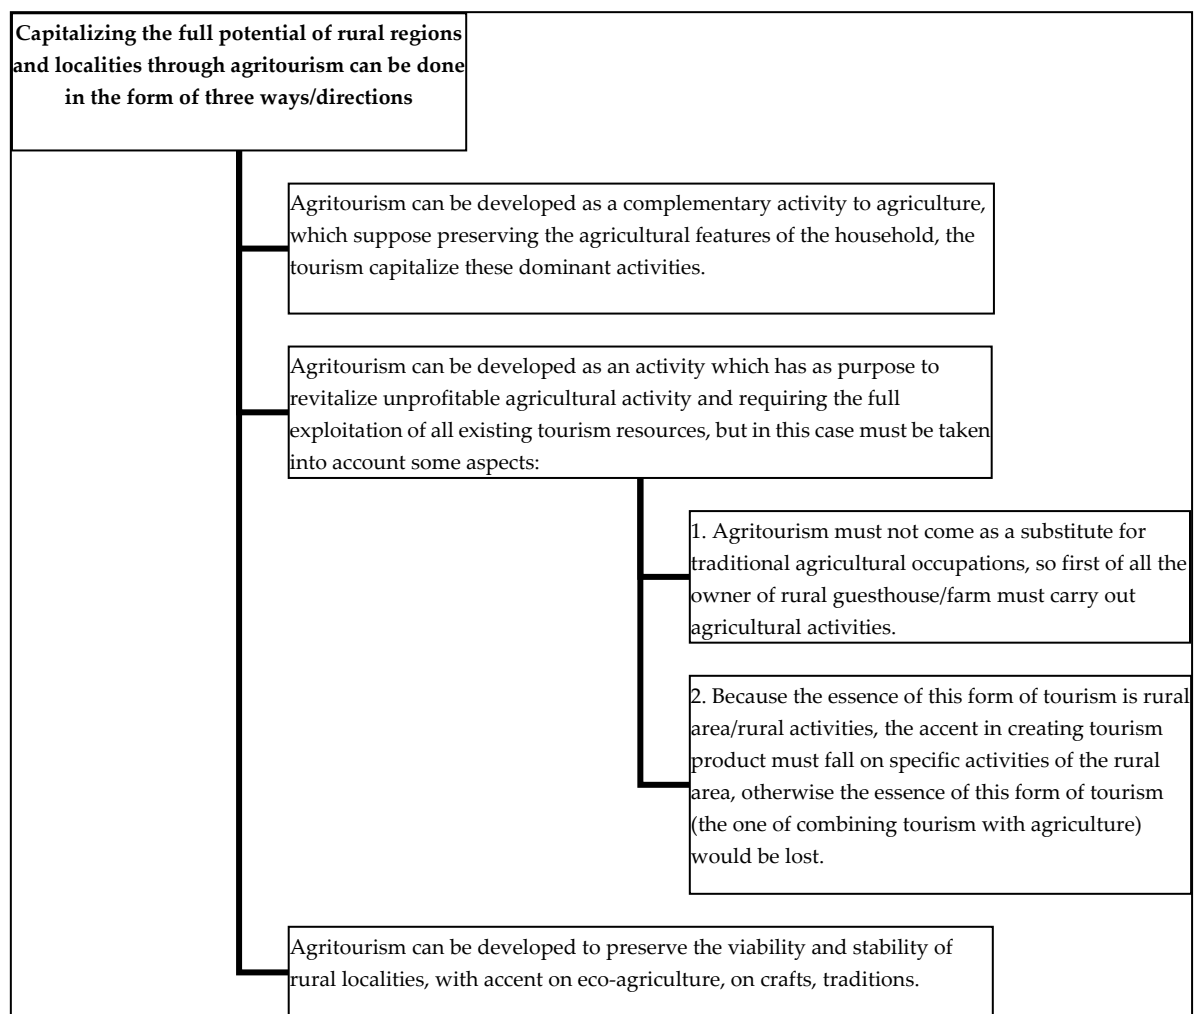 Capitalizing the full potential of rural regions
and localities through agritourism can be done
in the form of three ways/directions
Agritourism can be developed as a complementary activity to agriculture,
which suppose preserving the agricultural features of the household, the
tourism capitalize these dominant activities.
Agritourism can be developed as an activity which has as purpose to
revitalize unprofitable agricultural activity and requiring the full
exploitation of all existing tourism resources, but in this case must be taken
into account some aspects:
1. Agritourism must not come as a substitute for
traditional agricultural occupations, so first of all the
owner of rural guesthouse/farm must carry out
agricultural activities.
2. Because the essence of this form of tourism is rural
area/rural activities, the accent in creating tourism
product must fall on specific activities of the rural
area, otherwise the essence of this form of tourism
(the one of combining tourism with agriculture)
would be lost.
Agritourism can be developed to preserve the viability and stability of
rural localities, with accent on eco-agriculture, on crafts, traditions.